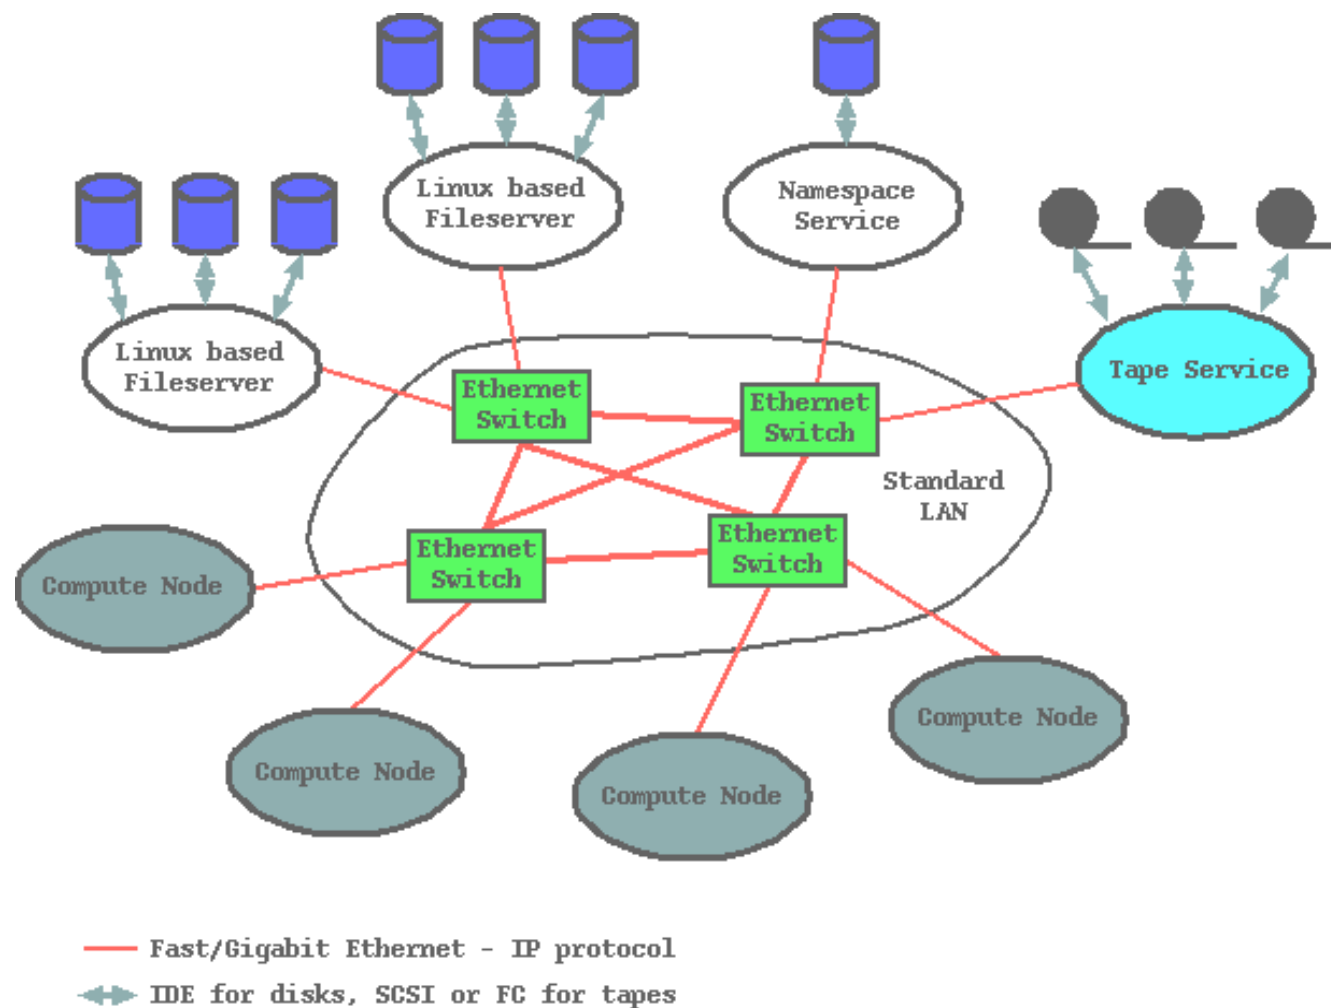 Linux based
Fileserver
Namespace
Service
Linux based
Fileserver
Tape Service
Ethernet
Switch
Ethernet
Switch
Standard
LAN
Ethernet
Switch
Ethernet
Switch
Compute Node
Compute Node
Compute Node
Compute Node
Fast/Gigabit Ethernet - IP protocol
IDE for disks, SCSI or FC for tapes